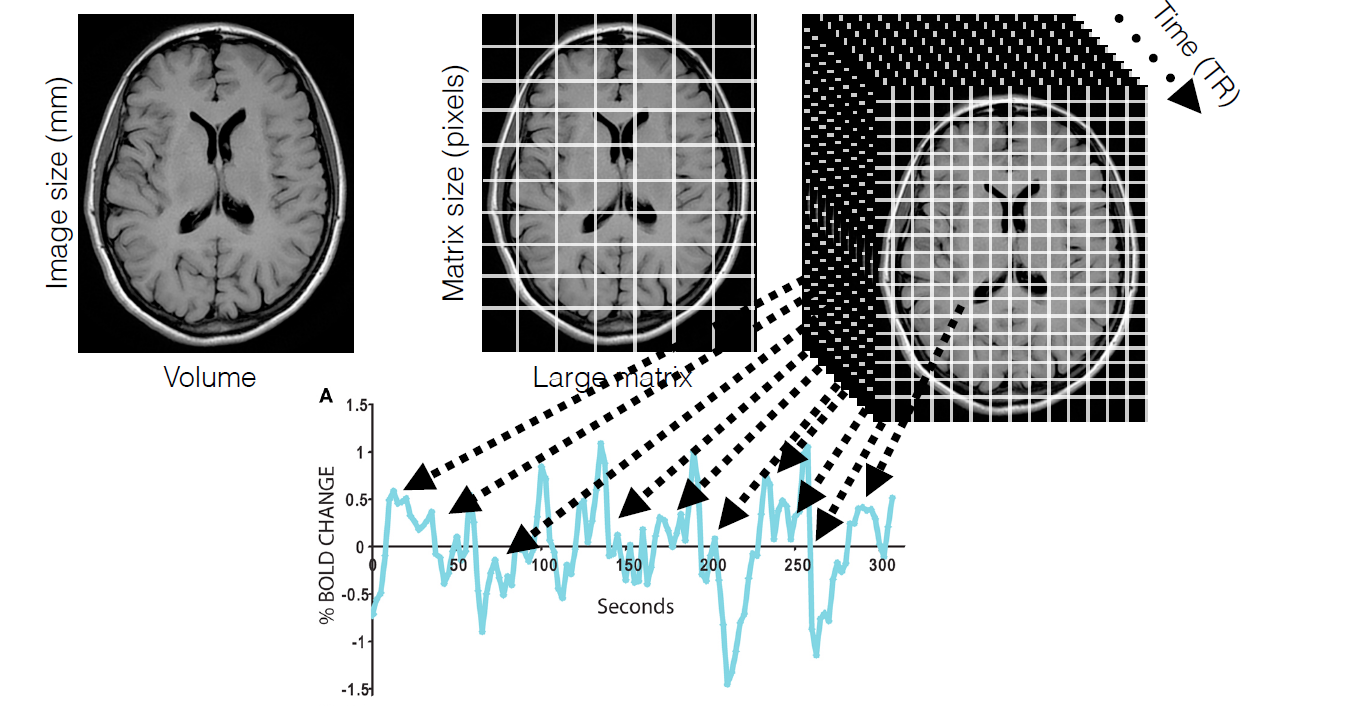 Time (TR)
Image size (mm)
Matrix size (pixels)
Volume
Large matrix
A
1.5
1
0.5
0
-0.5
-1
-1.5
% BOLD CHANGE
0
50
100
150
200
250
300
Seconds